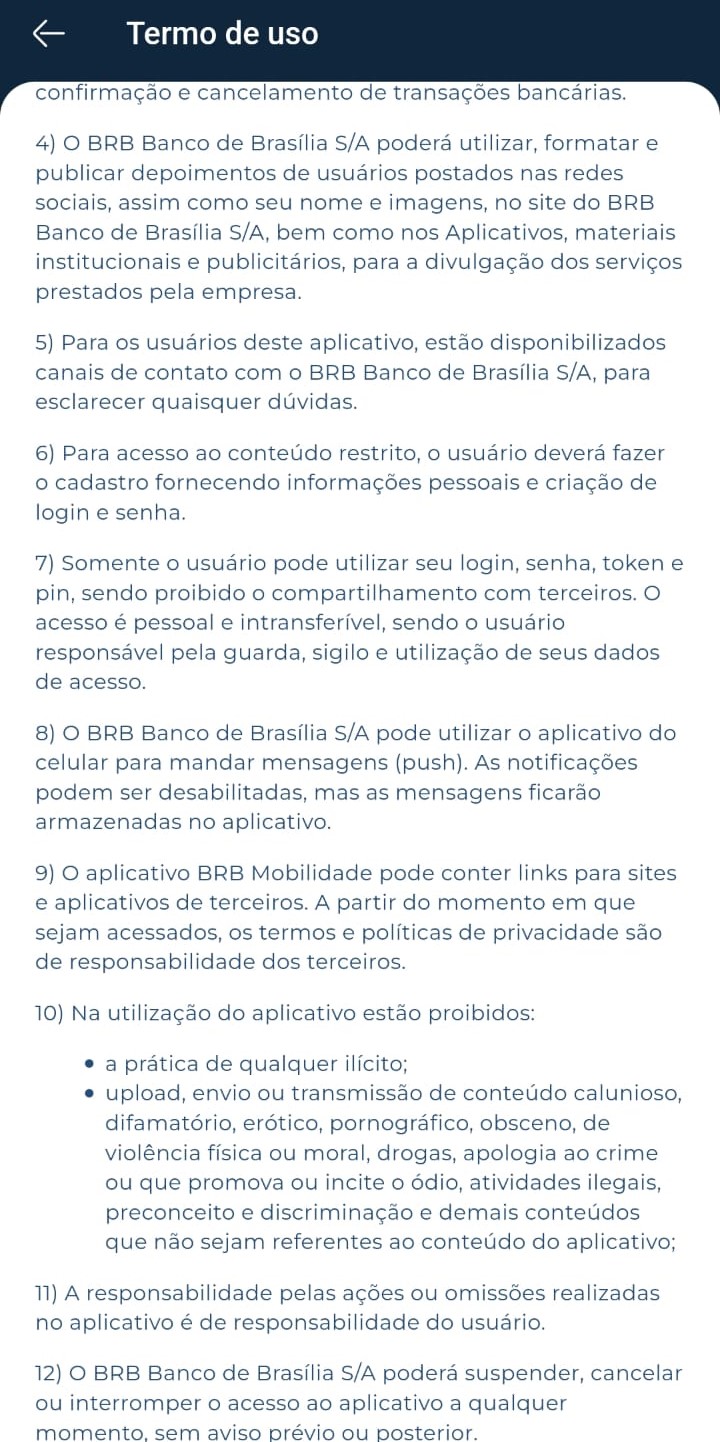 Termo de uso
confirmação e cancelamento de transações bancárias.
4) O BRB Banco de Brasília S/A poderá utilizar, formatar e
publicar depoimentos de usuários postados nas redes
sociais, assim como seu nome e imagens, no site do BRB
Banco de Brasília S/A, bem como nos Aplicativos, materiais
institucionais e publicitários, para a divulgação dos serviços
prestados pela empresa.
5) Para os usuários deste aplicativo, estão disponibilizados
canais de contato com o BRB Banco de Brasília S/A, para
esclarecer quaisquer dúvidas.
6) Para acesso ao conteúdo restrito, o usuário deverá fazer
o cadastro fornecendo informações pessoais e criação de
login e senha.
7) Somente o usuário pode utilizar seu login, senha, token e
pin, sendo proibido o compartilhamento com terceiros. O
acesso é pessoal e intransferível, sendo o usuário
responsável pela guarda, sigilo e utilização de seus dados
de acesso.
8) O BRB Banco de Brasília S/A pode utilizar o aplicativo do
celular para mandar mensagens (push). As notificações
podem ser desabilitadas, mas as mensagens ficarão
armazenadas no aplicativo.
9) O aplicativo BRB Mobilidade pode conter links para sites
e aplicativos de terceiros. A partir do momento em que
sejam acessados, os termos e políticas de privacidade são
de responsabilidade dos terceiros.
10) Na utilização do aplicativo estão proibidos:
• a prática de qualquer ilícito;
• upload, envio ou transmissão de conteúdo calunioso,
difamatório, erótico, pornográfico, obsceno, de
violência física ou moral, drogas, apologia ao crime
ou que promova ou incite o ódio, atividades ilegais,
preconceito e discriminação e demais conteúdos
que não sejam referentes ao conteúdo do aplicativo;
11) A responsabilidade pelas ações ou omissões realizadas
no aplicativo é de responsabilidade do usuário.
12) O BRB Banco de Brasília S/A poderá suspender, cancelar
ou interromper o acesso ao aplicativo a qualquer
momento, sem aviso prévio ou posterior.